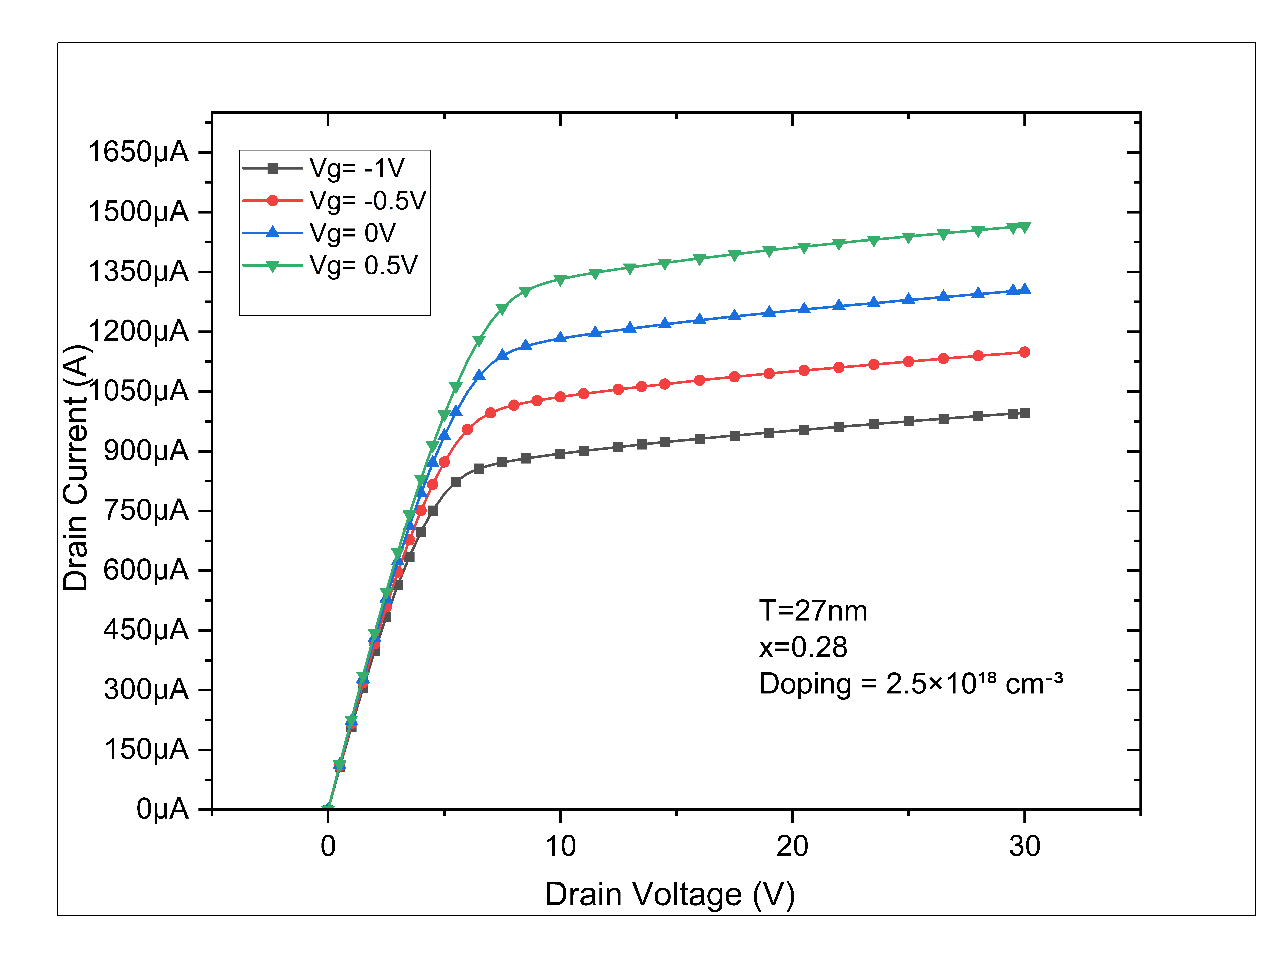 1650µA
1500µA
1350µA
1200µA
1050µA
900µA
750µA
600µA
450µA
300µA
150µA
0µA
Drain Current (A)
Vg= -1V
Vg= -0.5V
Vg= 0V
Vg= 0.5V
T=27nm
x=0.28
Doping = 2.5×10¹⁸ cm⁻³
0 10 20 30
Drain Voltage (V)